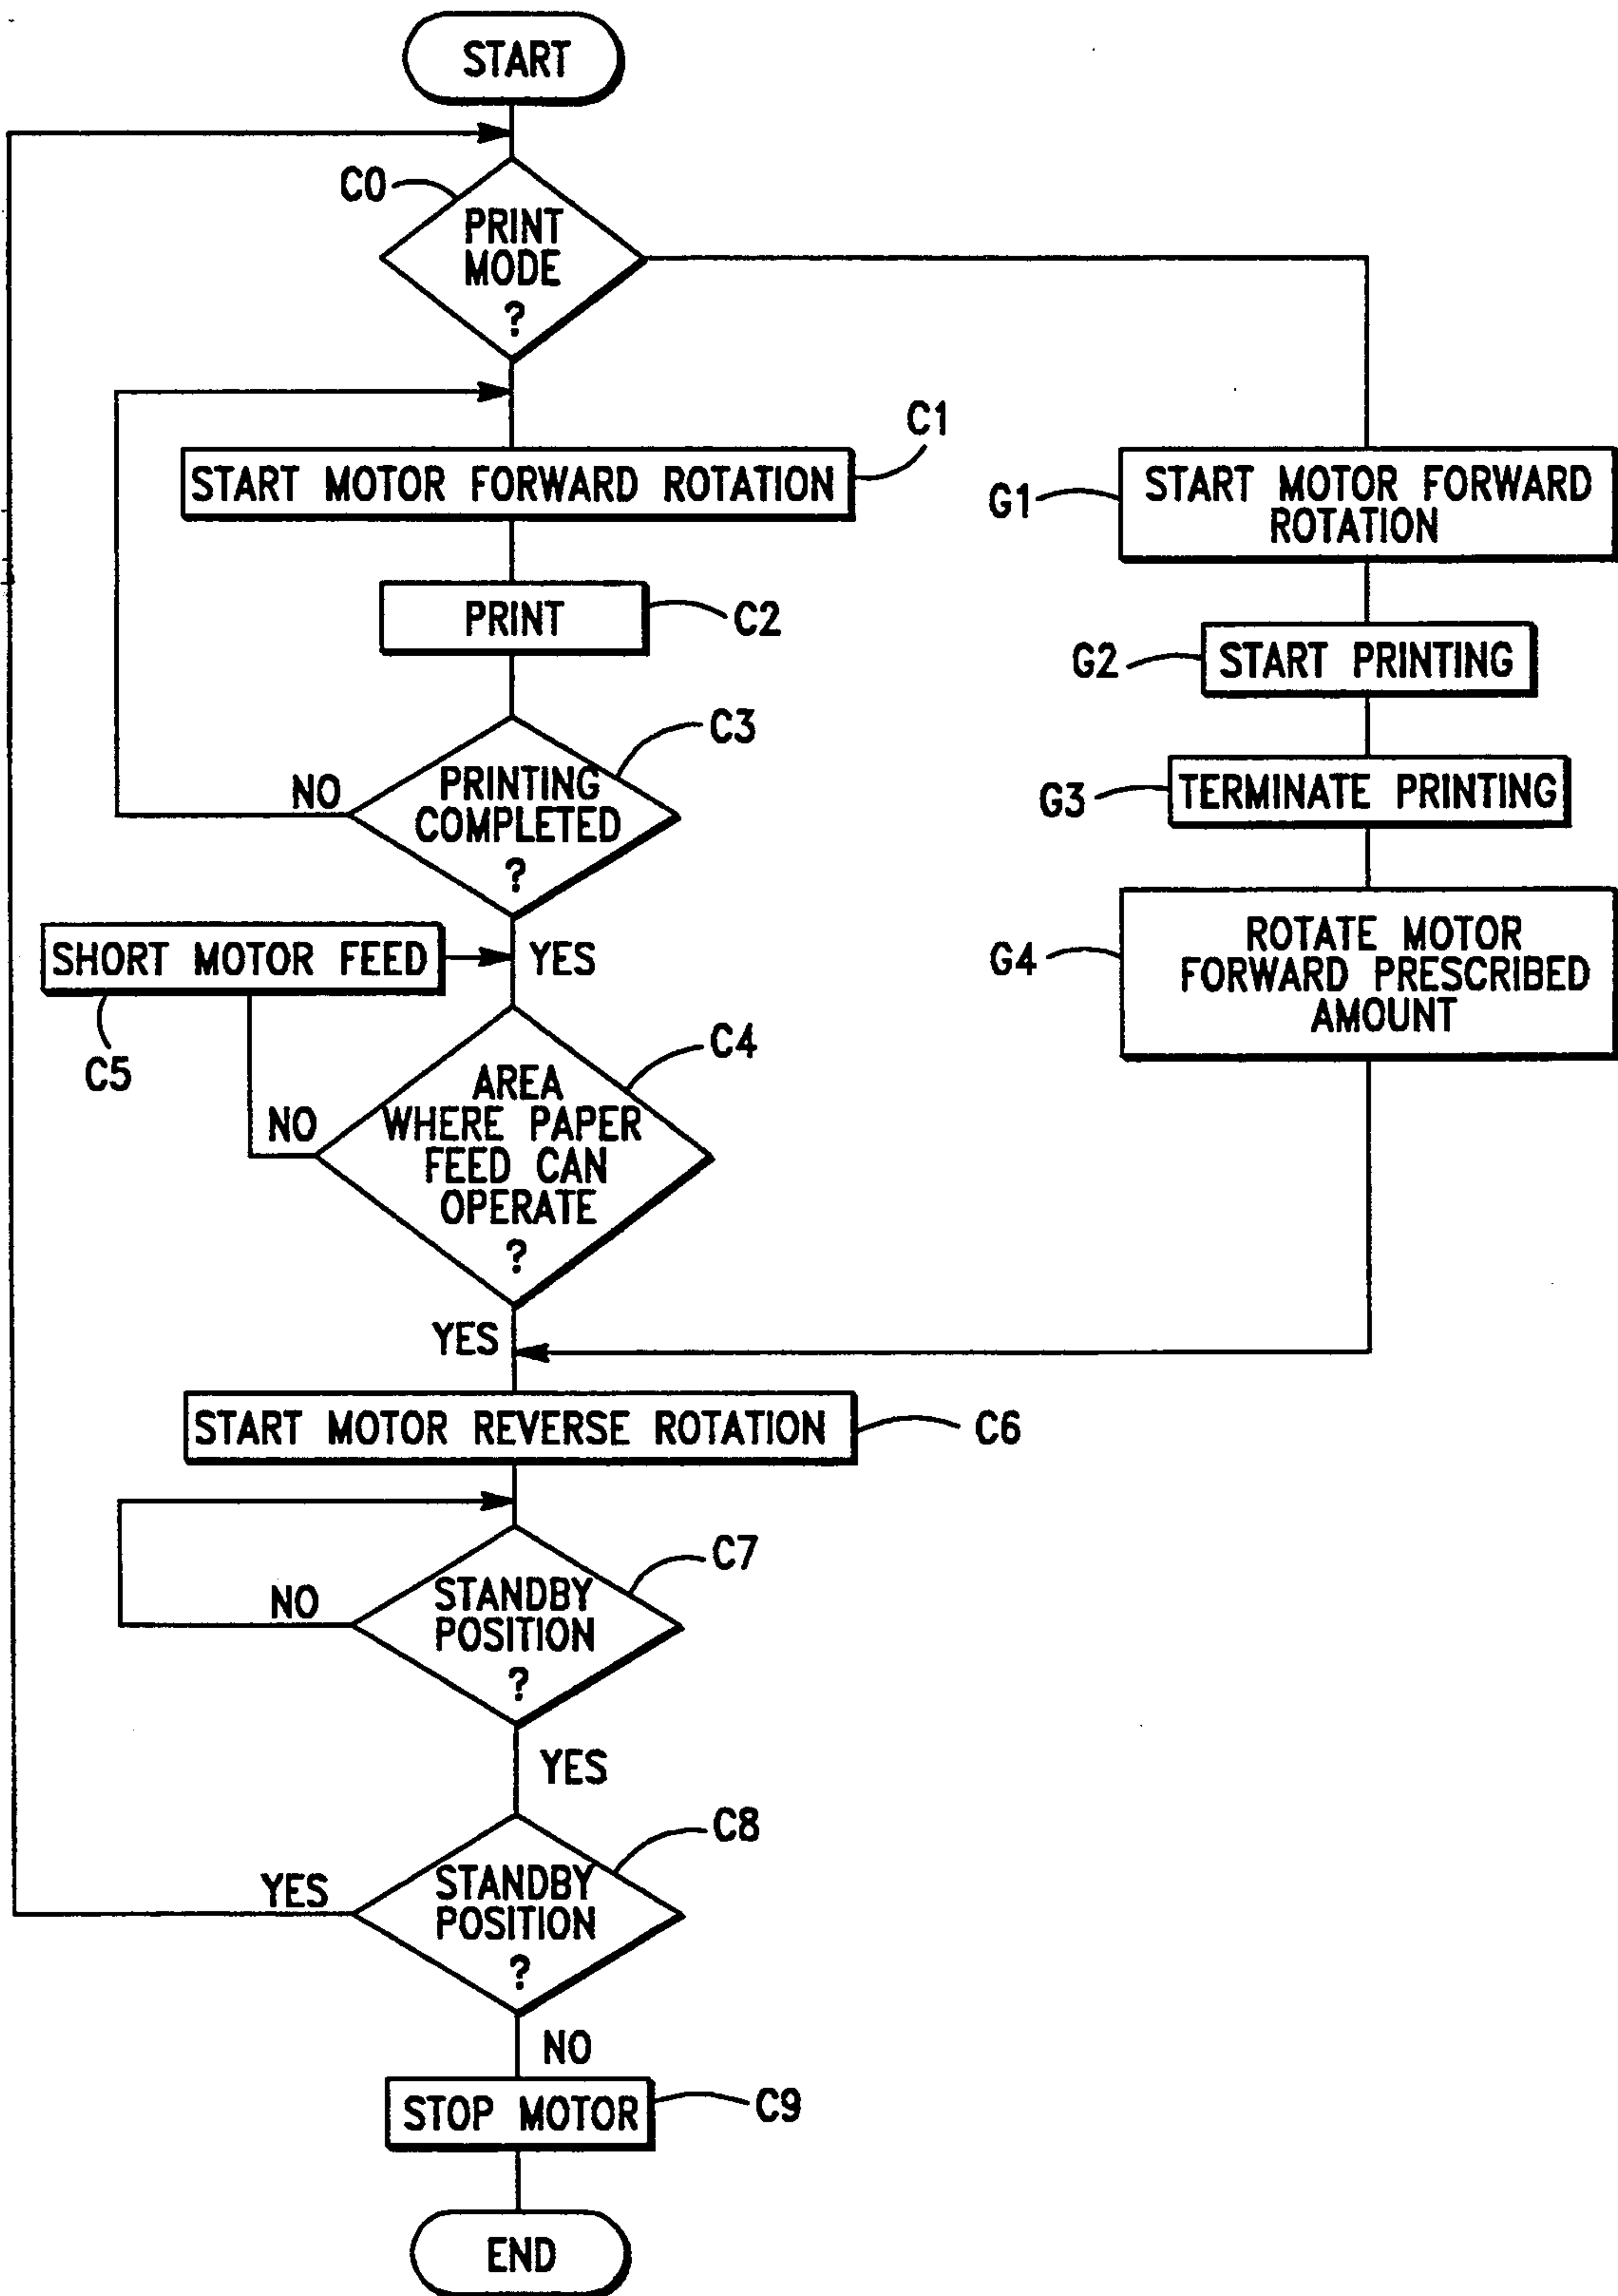 START
C0
PRINT
MODE
?
C1
START MOTOR FORWARD ROTATION
G1
START MOTOR FORWARD
ROTATION
PRINT
C2
G2
START PRINTING
C3
NO
PRINTING
COMPLETED
?
G3
TERMINATE PRINTING
SHORT MOTOR FEED
YES
G4
ROTATE MOTOR
FORWARD PRESCRIBED
AMOUNT
C5
C4
NO
AREA
WHERE PAPER
FEED CAN
OPERATE
?
YES
START MOTOR REVERSE ROTATION
C6
C7
NO
STANDBY
POSITION
?
YES
C8
YES
STANDBY
POSITION
?
NO
STOP MOTOR
C9
END